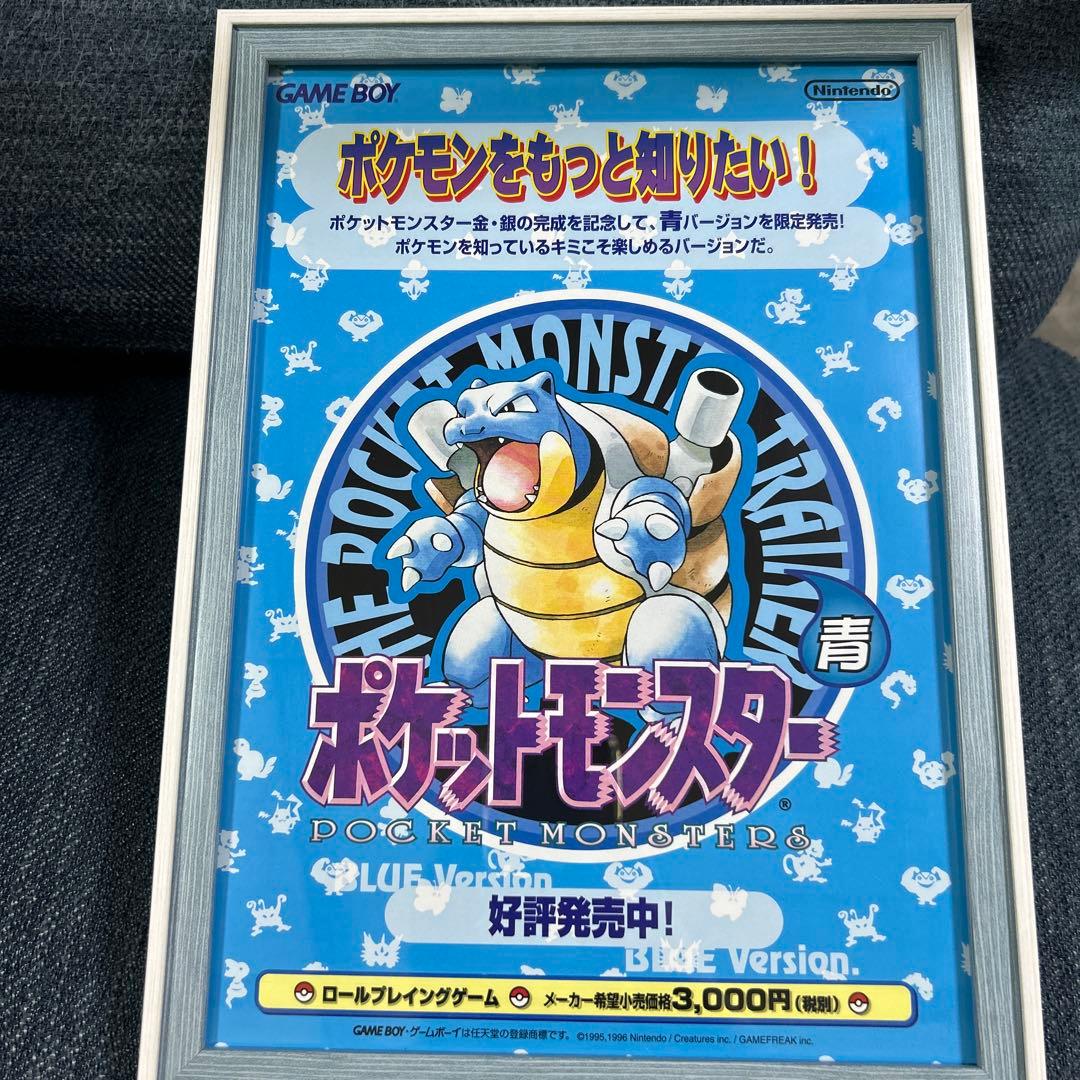 GAME BOY
Nintendo
ポケモンをもっと知りたい!
ポケットモンスター金・銀の完成を記念して、青バージョンを限定発売!
ポケモンを知っているキミこそ楽しめるバージョンだ。
THE POCKET MONSTER TRAINER
青
ポケットモンスター®
POCKET MONSTERS
BLUE Version.
好評発売中!
BLUE Version.
ロールプレイングゲーム メーカー希望小売価格3,000円(税別)
GAME BOY・ゲームボーイは任天堂の登録商標です。 ©1995,1996 Nintendo / Creatures inc. / GAMEFREAK inc.